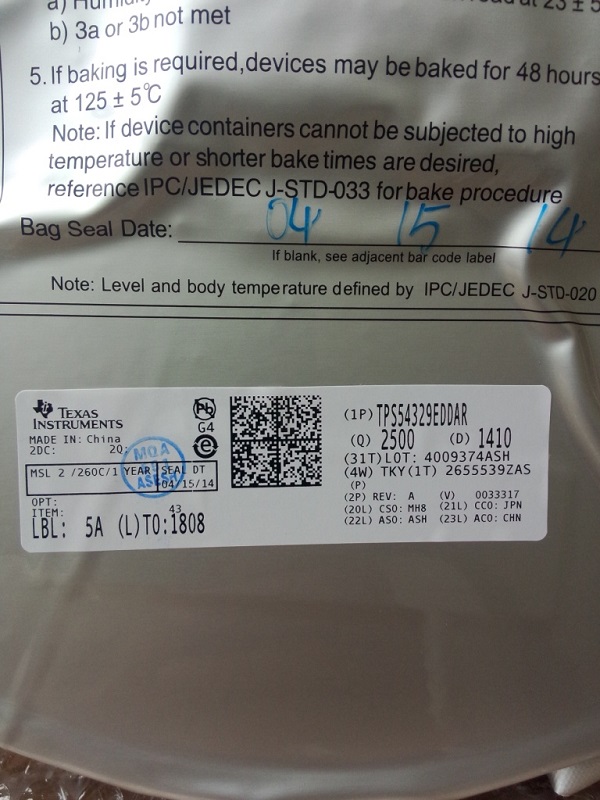 a) Humidity
23 ± 5
b) 3a or 3b not met
5. If baking is required, devices may be baked for 48 hours
at 125 ± 5℃
Note: If device containers cannot be subjected to high
temperature or shorter bake times are desired,
reference IPC/JEDEC J-STD-033 for bake procedure
Bag Seal Date: 04 15 14
If blank, see adjacent bar code label
Note: Level and body temperature defined by IPC/JEDEC J-STD-020
TEXAS
INSTRUMENTS
MADE IN: China
2DC: 2Q:
Pb
G4
e
MQA
MSL 2 /260C/1 YEAR SEAL DT
04/15/14
OPT:
ITEM: 43
LBL: 5A (L)TO:1808
(1P) TPS54329EDDAR
(Q) 2500 (D) 1410
(31T) LOT: 4009374ASH
(4W) TKY(1T) 2655539ZAS
(P)
(2P) REV: A (V) 0033317
(20L) CSO: MH8 (21L) CCO: JPN
(22L) ASO: ASH (23L) ACO: CHN